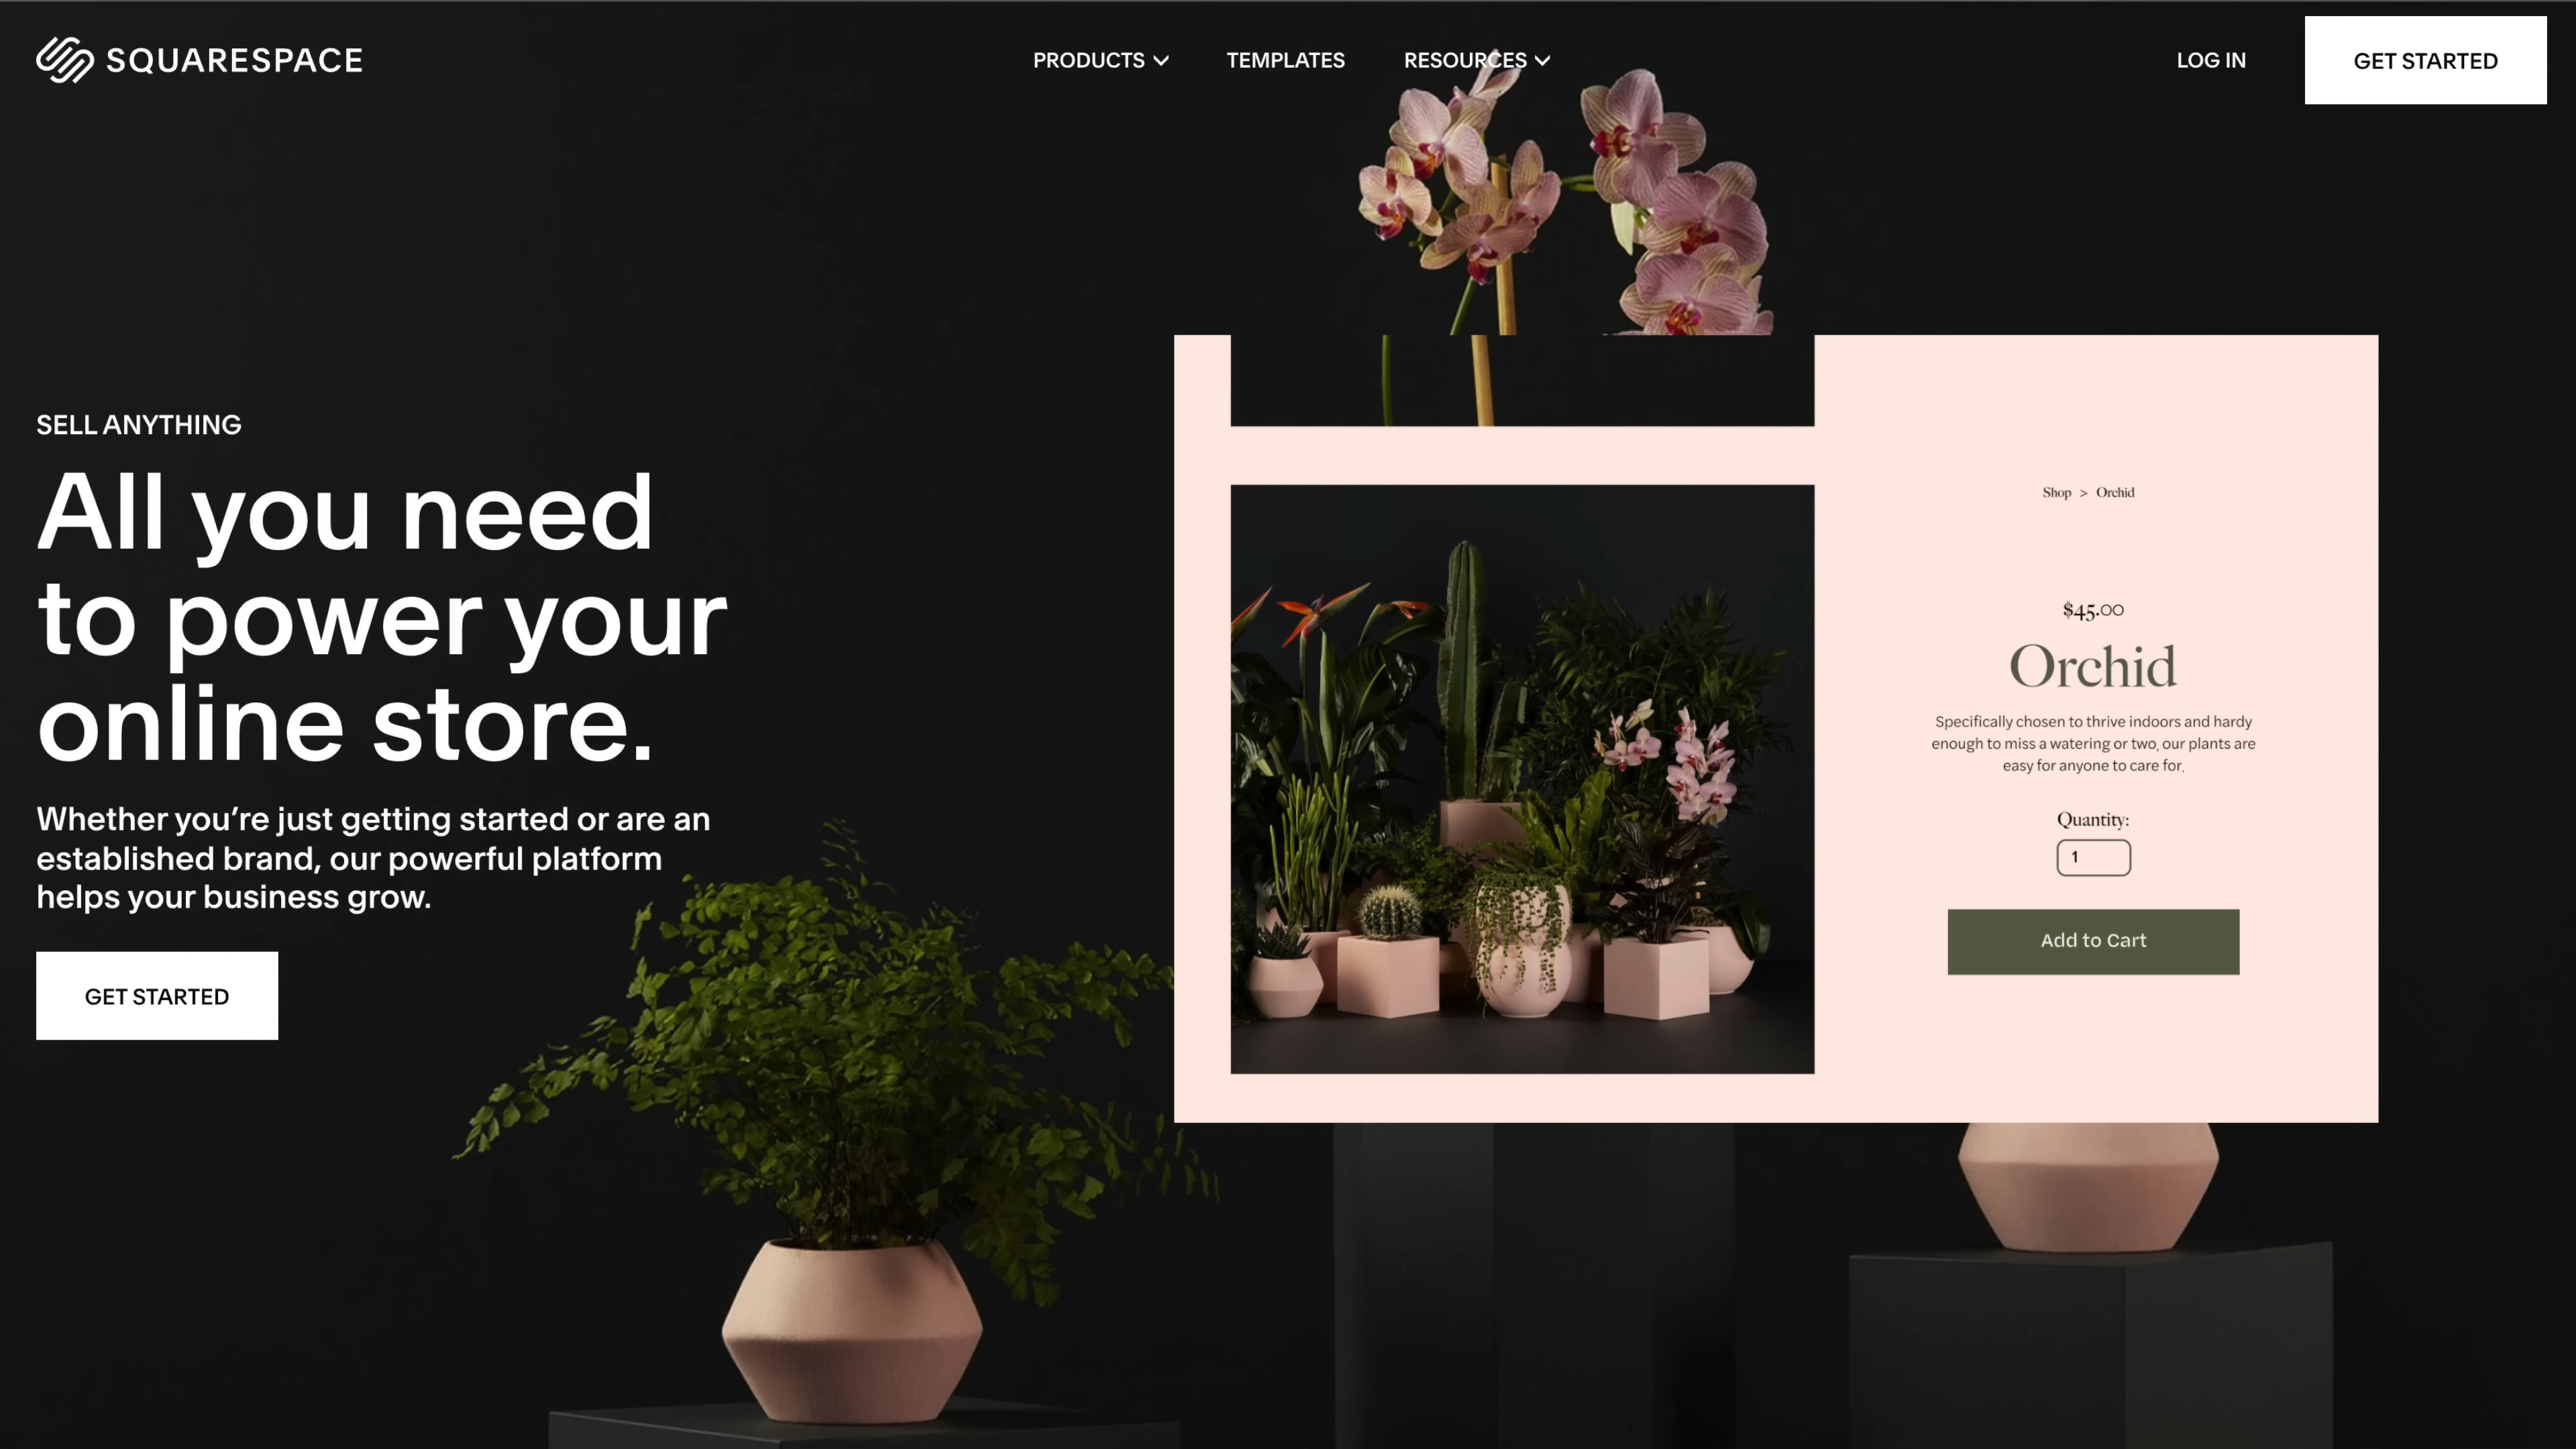 SQUARESPACE
PRODUCTS
TEMPLATES
RESOURCES
LOG IN
GET STARTED
SELL ANYTHING
All you need
to power your
online store.
Whether you’re just getting started or are an
established brand, our powerful platform
helps your business grow.
GET STARTED
Shop > Orchid
$45.00
Orchid
Specifically chosen to thrive indoors and hardy
enough to miss a watering or two, our plants are
easy for anyone to care for.
Quantity:
1
Add to Cart